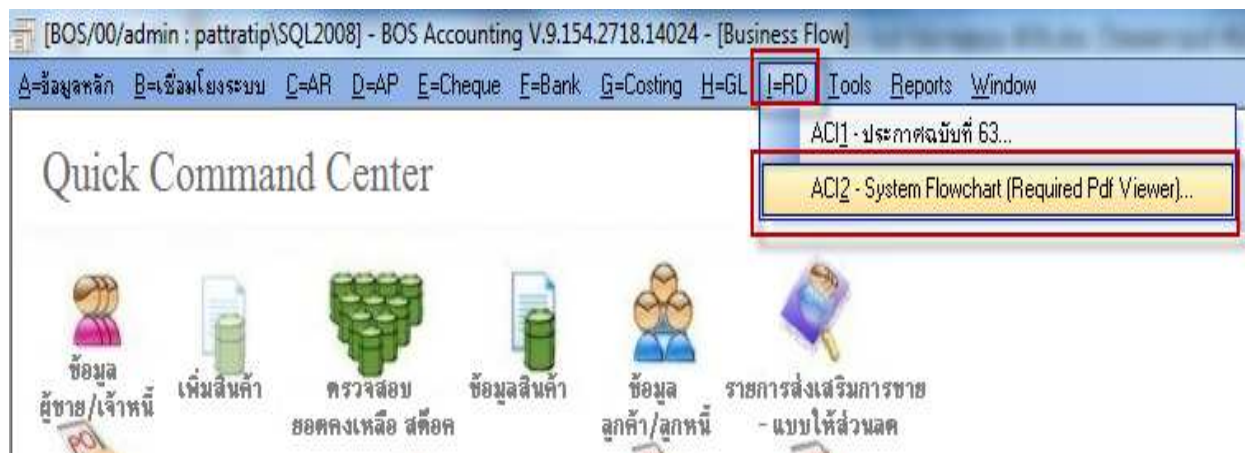 [BOS/00/admin : pattratip\SQL2008] - BOS Accounting V.9.154.2718.14024 - [Business Flow]
A=ข้อมูลหลัก B=เชื่อมโยงระบบ C=AR D=AP E=Cheque F=Bank G=Costing H=GL I=RD Tools Reports Window
ACI1 - ประกาศฉบับที่ 63...
ACI2 - System Flowchart (Required Pdf Viewer)...
Quick Command Center
ข้อมูล
ผู้ขาย/เจ้าหนี้
เพิ่มสินค้า
ตรวจสอบ
ยอดคงเหลือ สต๊อค
ข้อมูลสินค้า
ข้อมูล
ลูกค้า/ลูกหนี้
รายการส่งเสริมการขาย
- แบบให้ส่วนลด
PO